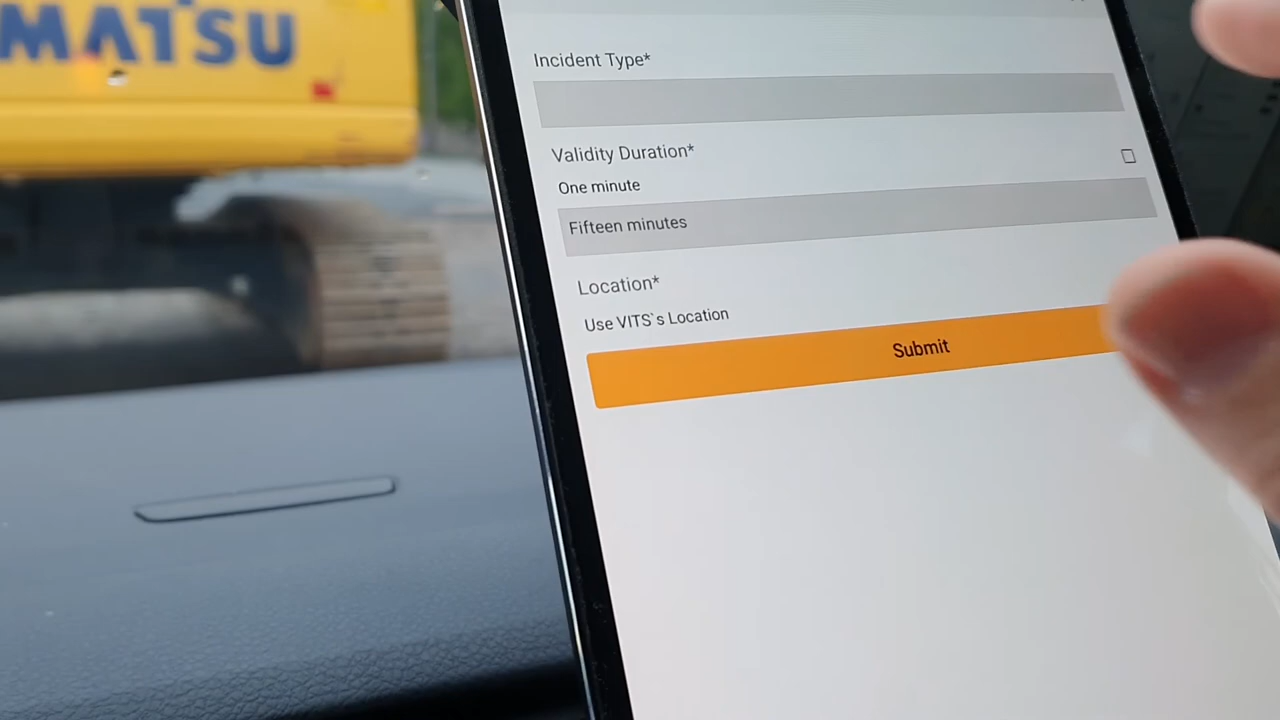 MATSU
Incident Type*
Validity Duration*
One minute
Fifteen minutes
Location*
Use VITS`s Location
Submit